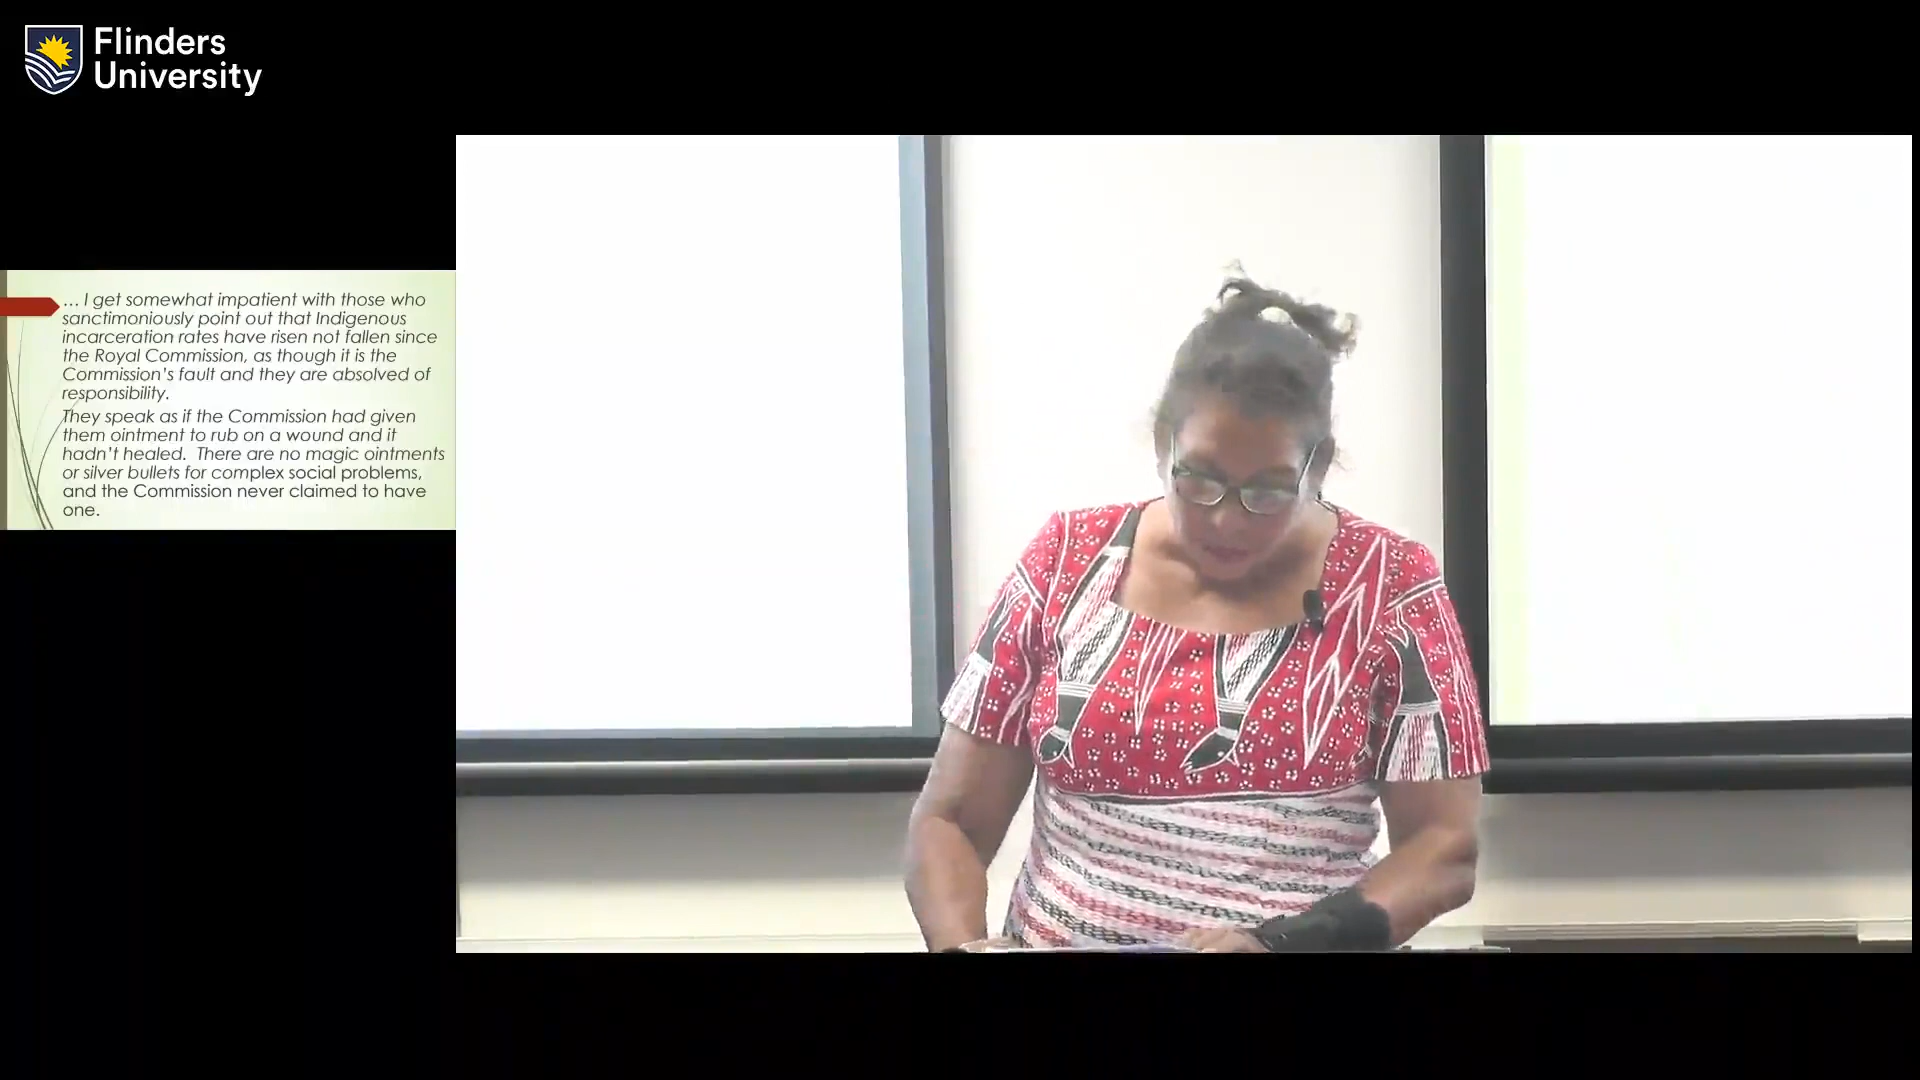 Flinders
University
… I get somewhat impatient with those who
sanctimoniously point out that Indigenous
incarceration rates have risen not fallen since
the Royal Commission, as though it is the
Commission's fault and they are absolved of
responsibility.
They speak as if the Commission had given
them ointment to rub on a wound and it
hadn't healed.  There are no magic ointments
or silver bullets for complex social problems,
and the Commission never claimed to have
one.